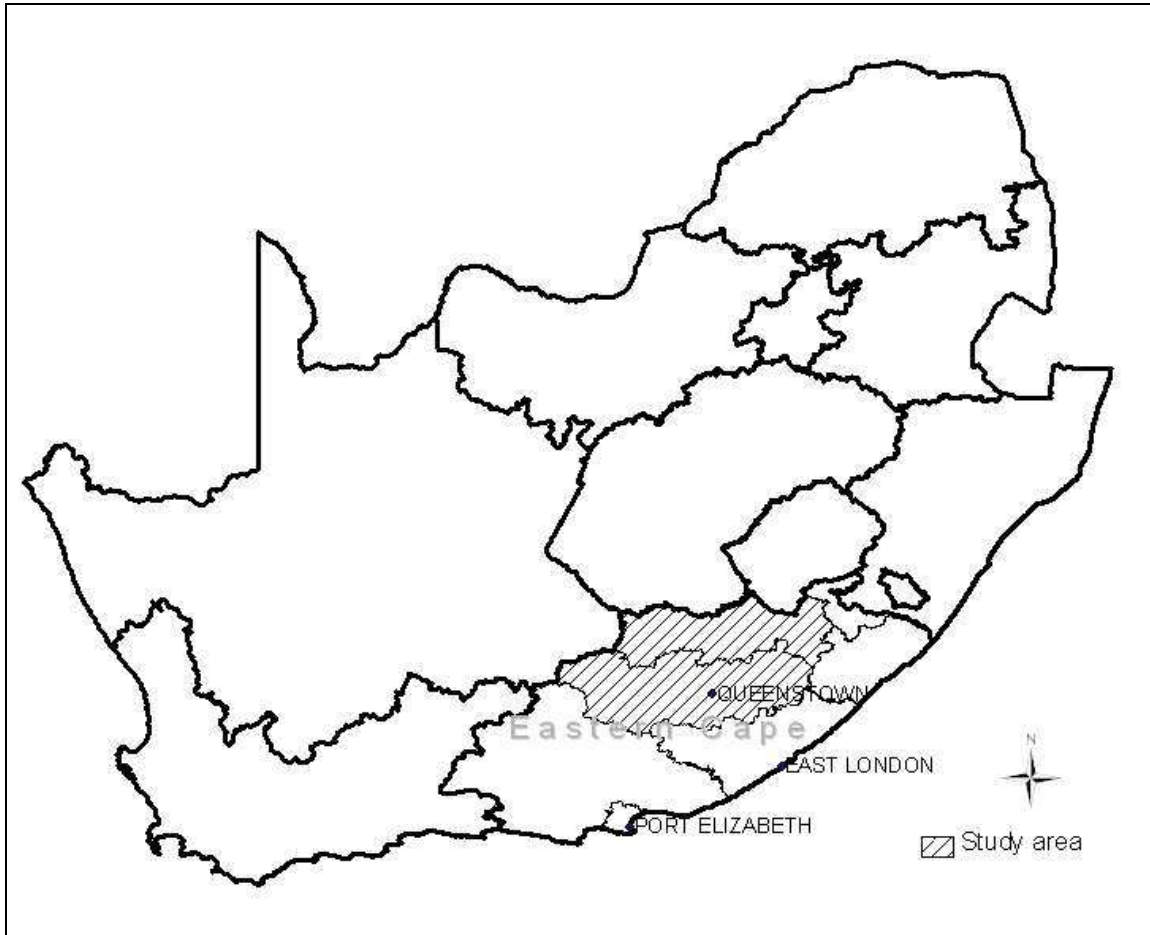 QUEENSTOWN
Eastern Cape
EAST LONDON
N
PORT ELIZABETH
Study area